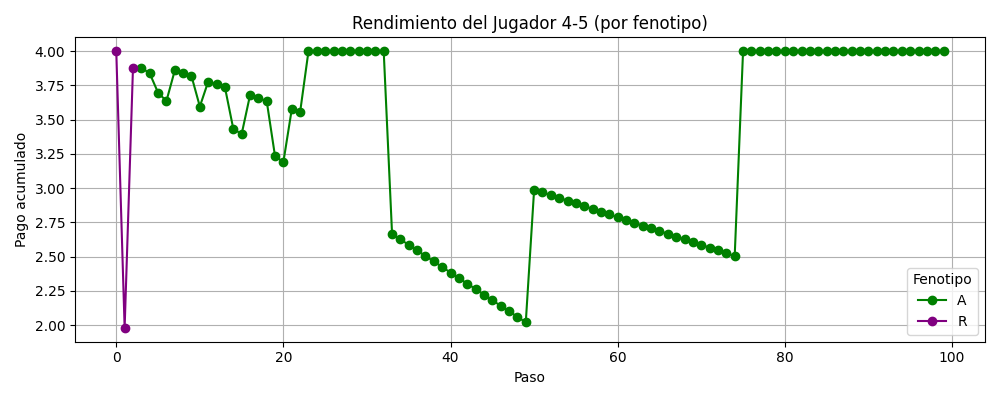 Rendimiento del Jugador 4-5 (por fenotipo)
Pago acumulado
4.00
3.75
3.50
3.25
3.00
2.75
2.50
2.25
2.00
Fenotipo
A
R
0
20
40
60
80
100
Paso